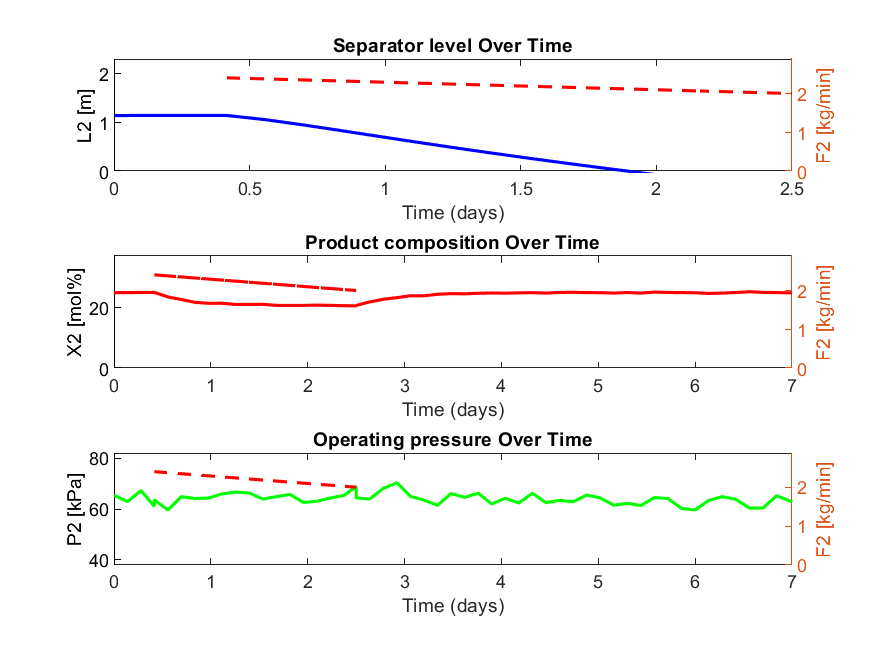 Separator level Over Time
2
1
0
L2 [m]
2
1
0
F2 [kg/min]
0 0.5 1 1.5 2 2.5
Time (days)
Product composition Over Time
20
0
X2 [mol%]
2
1
0
F2 [kg/min]
0 1 2 3 4 5 6 7
Time (days)
Operating pressure Over Time
80
60
40
P2 [kPa]
2
1
0
F2 [kg/min]
0 1 2 3 4 5 6 7
Time (days)